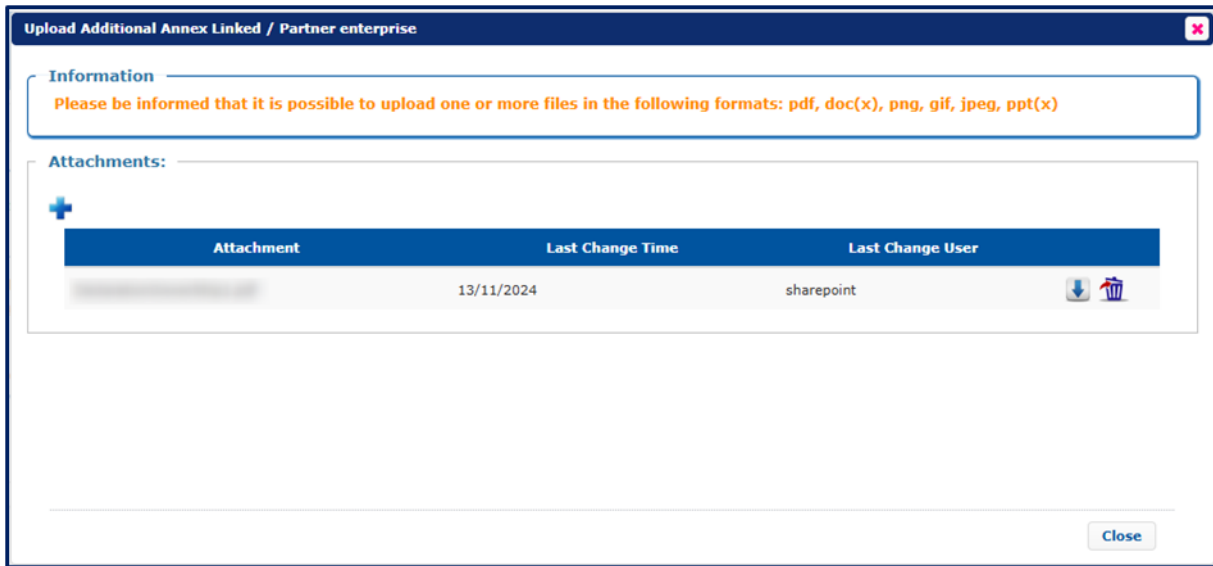 Upload Additional Annex Linked / Partner enterprise
Information
Please be informed that it is possible to upload one or more files in the following formats: pdf, doc(x), png, gif, jpeg, ppt(x)
Attachments:
Attachment Last Change Time Last Change User
13/11/2024 sharepoint
Close